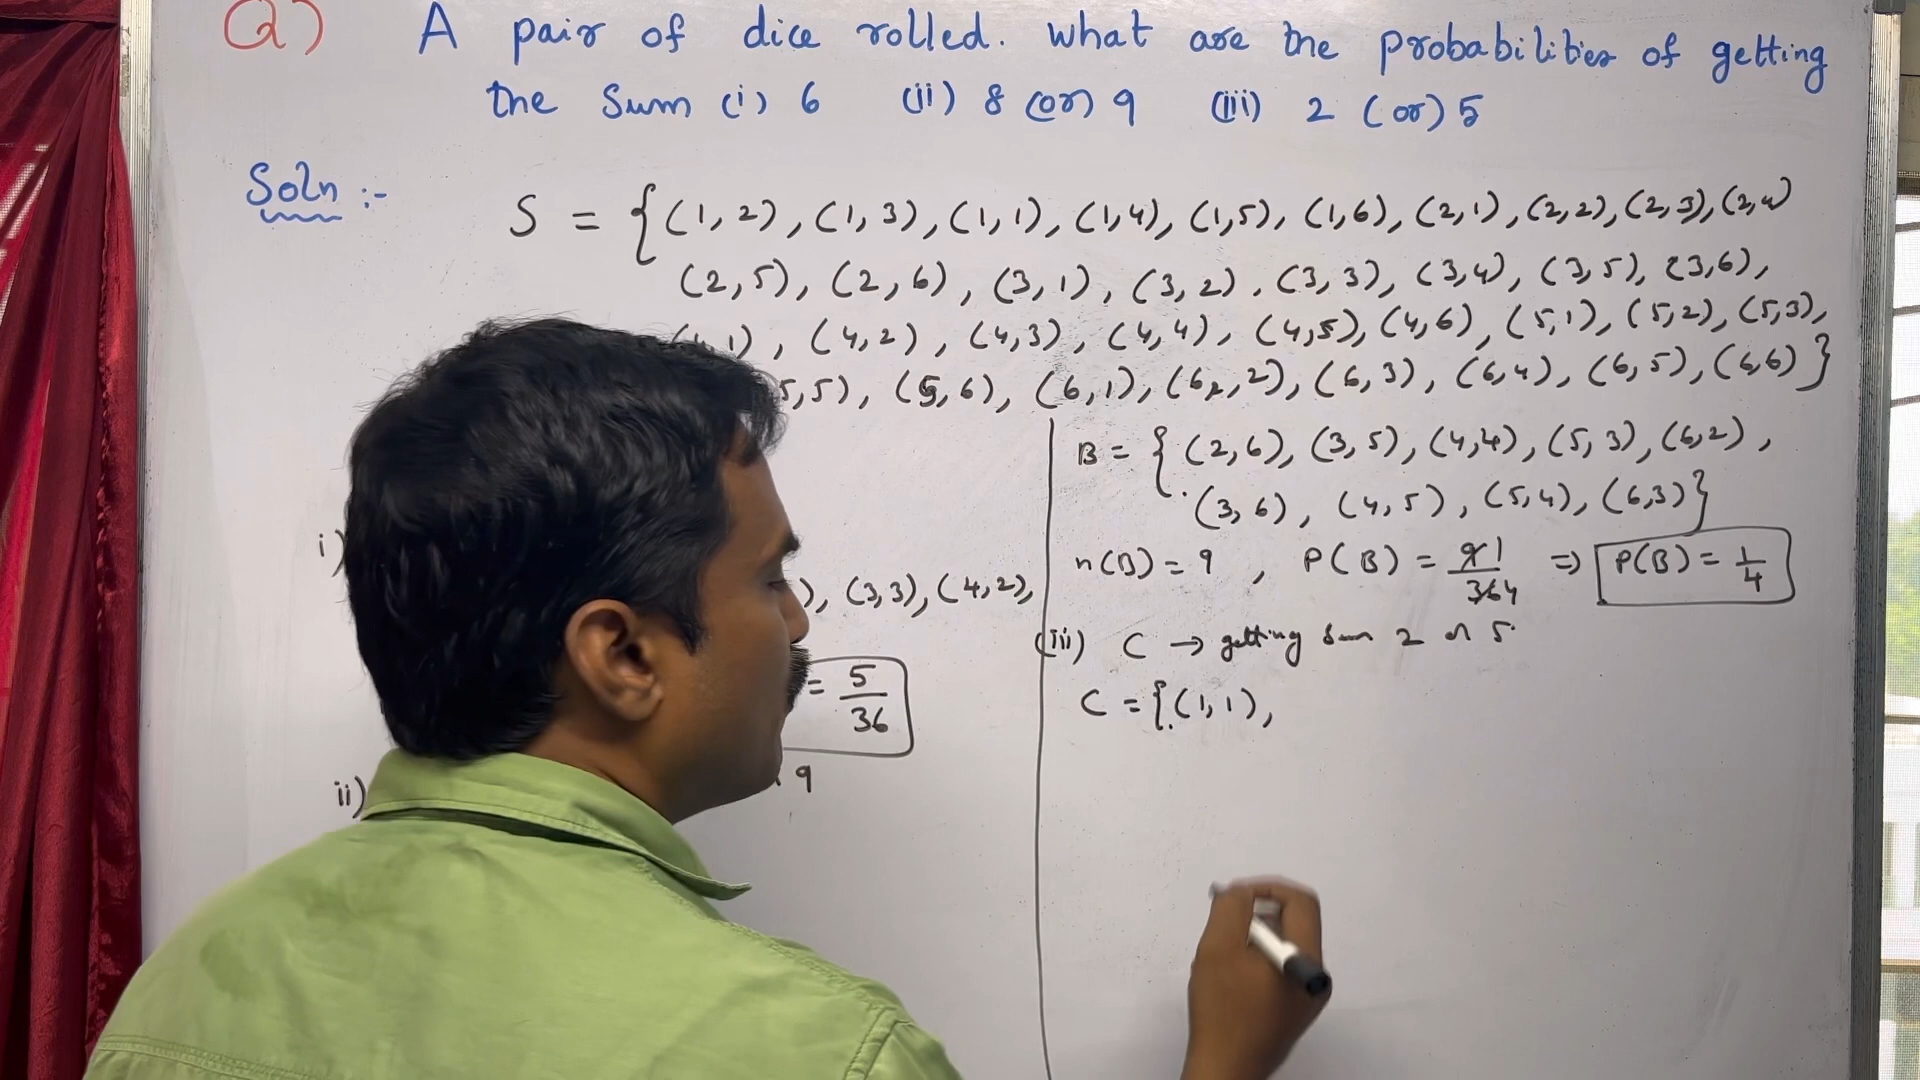 Q) A pair of dice rolled. What are the probabilities of getting
the Sum (i) 6 (ii) 8 (or) 9 (iii) 2 (or) 5
Soln :-
S = {(1,2), (1,3), (1,1), (1,4), (1,5), (1,6), (2,1), (2,2), (2,3), (2,4)
(2,5), (2,6), (3,1), (3,2), (3,3), (3,4), (3,5), (3,6),
1), (4,2), (4,3), (4,4), (4,5), (4,6), (5,1), (5,2), (5,3),
5,5), (5,6), (6,1), (6,2), (6,3), (6,4), (6,5), (6,6)}
i)
), (3,3), (4,2),
= 5/36
ii)
9
B = {(2,6), (3,5), (4,4), (5,3), (6,2),
(3,6), (4,5), (5,4), (6,3)}
n(B) = 9, P(B) = 9 1/36 4 => P(B) = 1/4
(iii) C → getting sum 2 or 5
C = {(1,1),